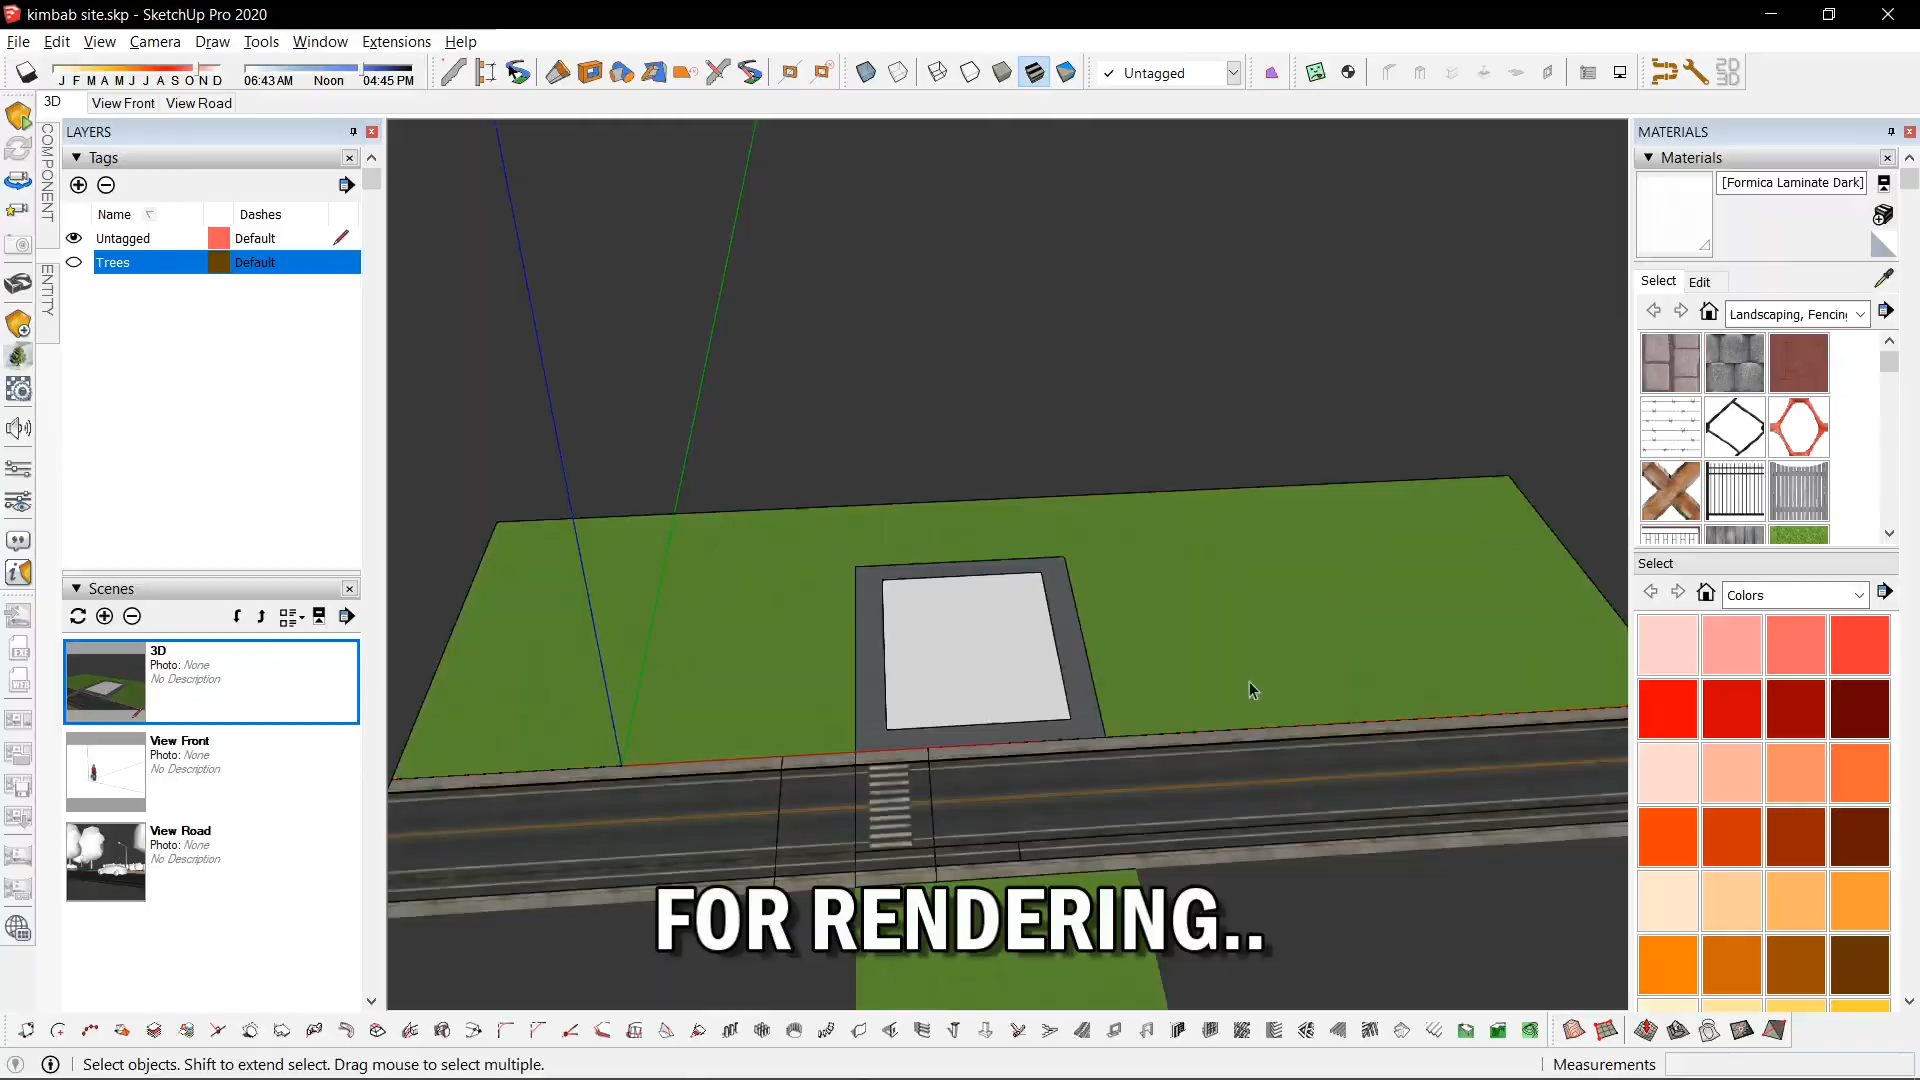 kimbab site.skp - SketchUp Pro 2020
File Edit View Camera Draw Tools Window Extensions Help
J F M A M J J A S O N D
06:43 AM Noon 04:45 PM
Untagged
2D
3D
3D View Front View Road
COMPONENT
ENTITY
LAYERS
Tags
Name Dashes
Untagged Default
Trees Default
Scenes
3D
Photo: None
No Description
View Front
Photo: None
No Description
View Road
Photo: None
No Description
FOR RENDERING..
MATERIALS
Materials
[Formica Laminate Dark]
Select Edit
Landscaping, Fencing
Select
Colors
Select objects. Shift to extend select. Drag mouse to select multiple.
Measurements